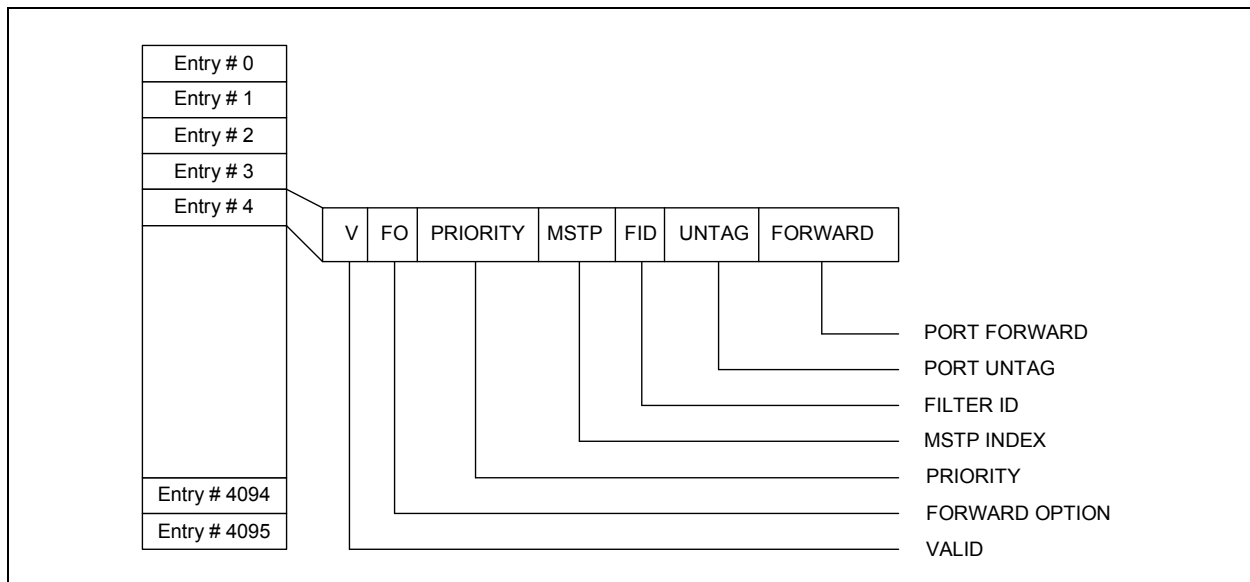 Entry # 0
Entry # 1
Entry # 2
Entry # 3
Entry # 4
V FO PRIORITY MSTP FID UNTAG FORWARD
PORT FORWARD
PORT UNTAG
FILTER ID
MSTP INDEX
PRIORITY
FORWARD OPTION
VALID
Entry # 4094
Entry # 4095